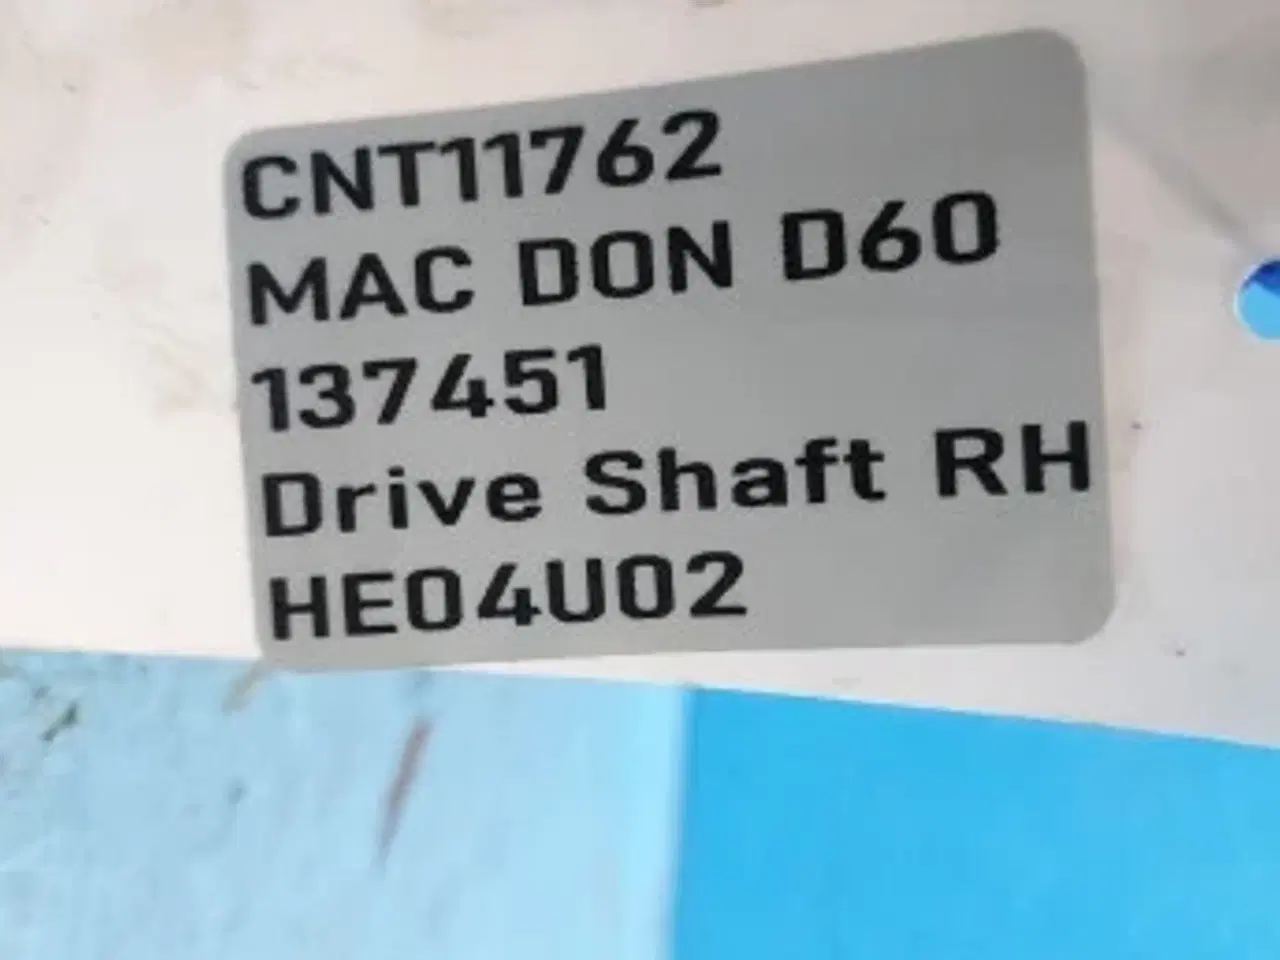 CNT11762
MAC DON D60
137451
Drive Shaft RH
HE04U02